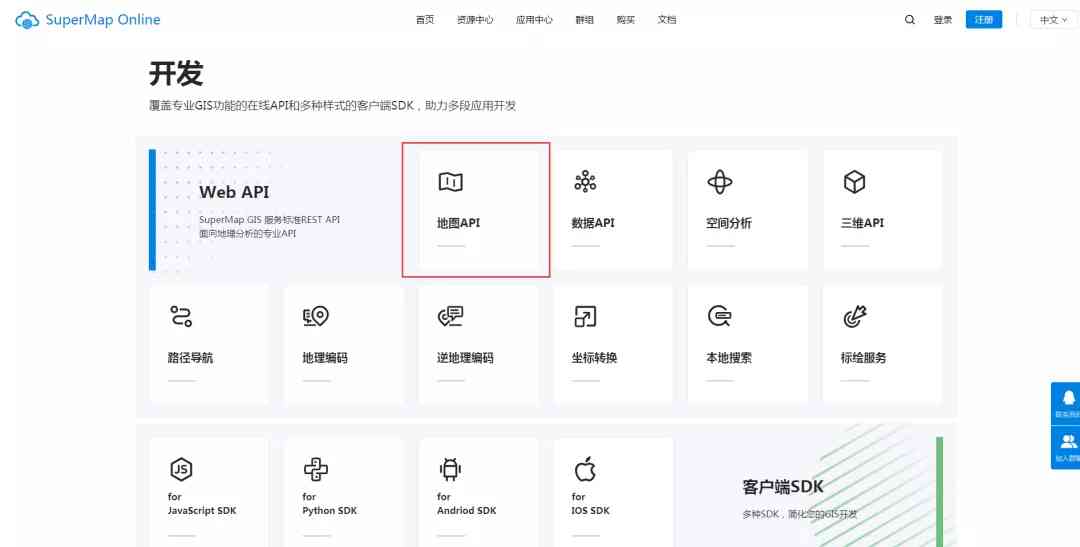 SuperMap Online
首页 资源中心 应用中心 群组 购买 文档
登录 注册 中文
开发
覆盖专业GIS功能的在线API和多种样式的客户端SDK，助力多段应用开发
Web API
SuperMap GIS 服务标准REST API
面向地理分析的专业API
地图API
数据API
空间分析
三维API
路径导航
地理编码
逆地理编码
坐标转换
本地搜索
标绘服务
for
JavaScript SDK
for
Python SDK
for
Andriod SDK
for
IOS SDK
客户端SDK
多种SDK，简化您的GIS开发